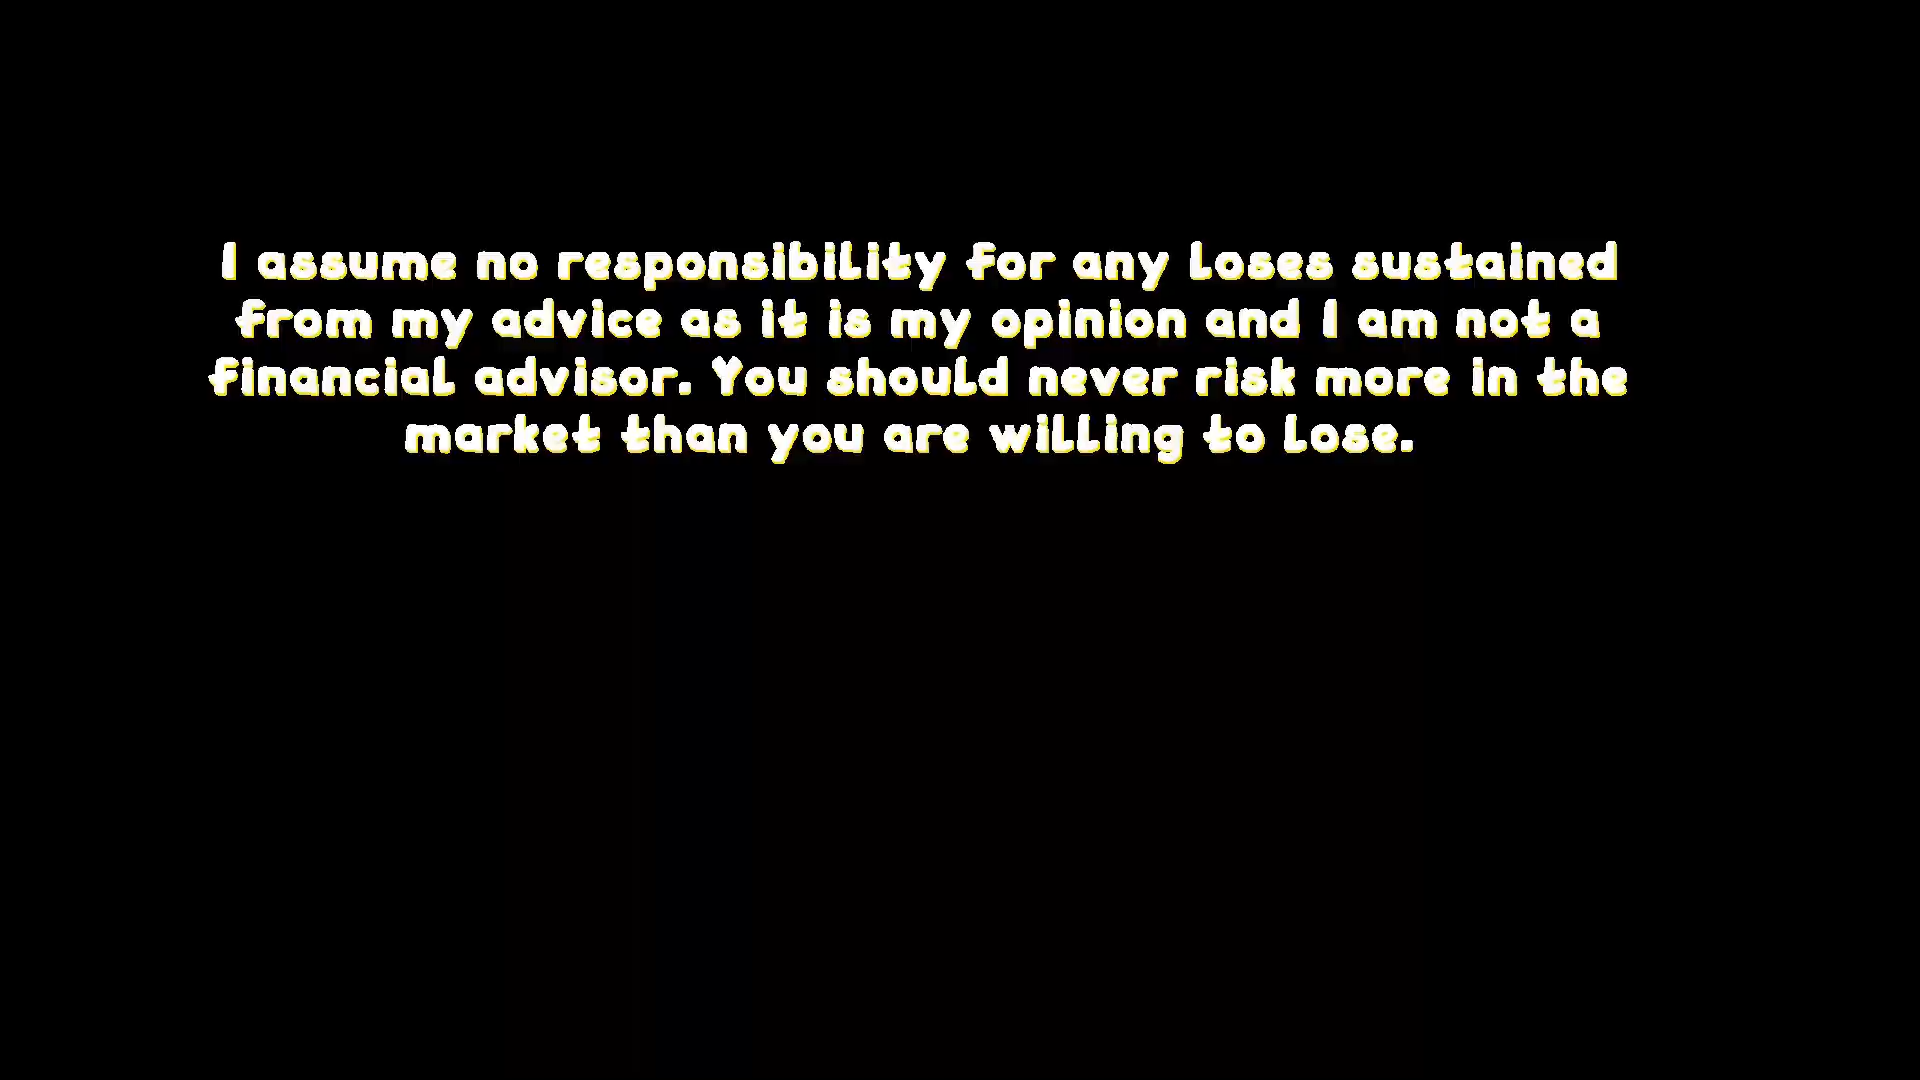 I assume no responsibility for any loses sustained
from my advice as it is my opinion and I am not a
financial advisor. You should never risk more in the
market than you are willing to lose.